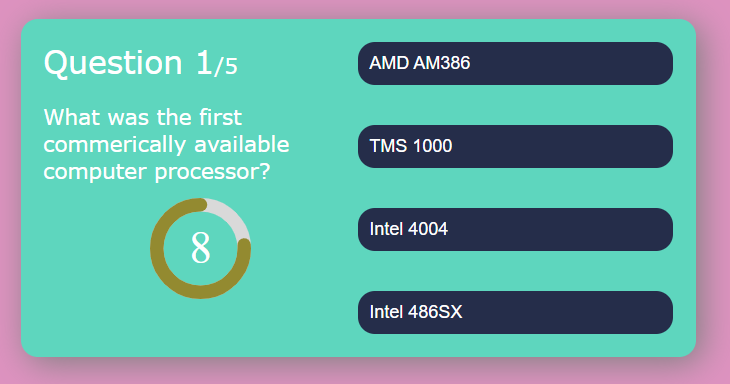 Question 1/5
What was the first
commerically available
computer processor?
8
AMD AM386
TMS 1000
Intel 4004
Intel 486SX